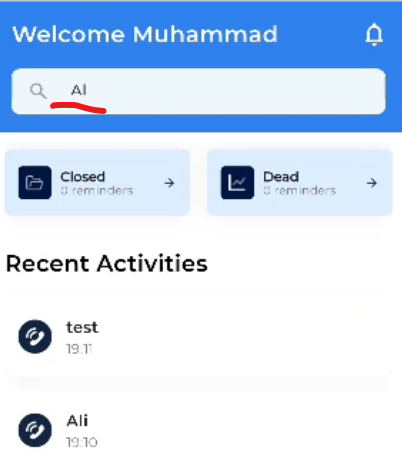 Welcome Muhammad
Al
Closed
0 reminders
Dead
0 reminders
Recent Activities
test
19:11
Ali
19:10